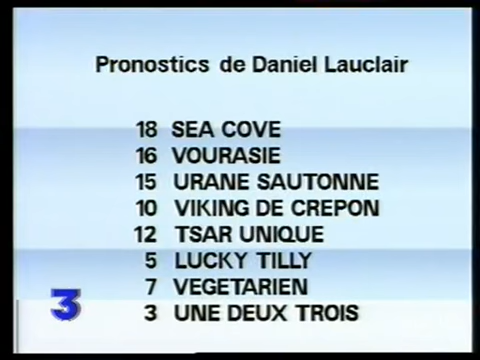 Pronostics de Daniel Lauclair
18 SEA COVE
16 VOURASIE
15 URANE SAUTONNE
10 VIKING DE CREPON
12 TSAR UNIQUE
5 LUCKY TILLY
7 VEGETARIEN
3 UNE DEUX TROIS
3